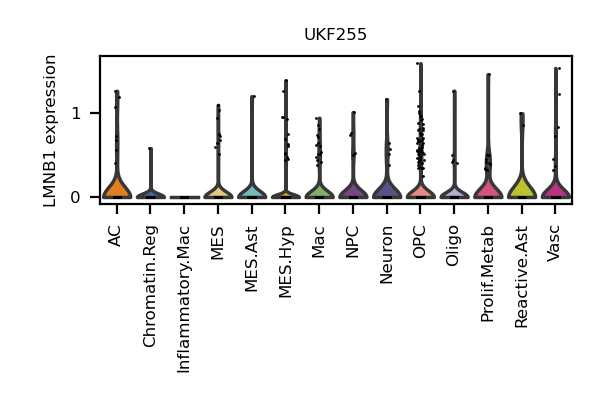 UKF255
LMNB1 expression
1
0
AC
Chromatin.Reg
Inflammatory.Mac
MES
MES.Ast
MES.Hyp
Mac
NPC
Neuron
OPC
Oligo
Prolif.Metab
Reactive.Ast
Vasc